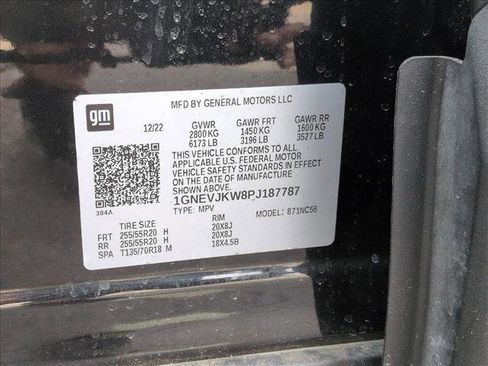 gm
MFD BY GENERAL MOTORS LLC
12/22 GVWR GAWR FRT GAWR RR
2800 KG 1450 KG 1600 KG
6173 LB 3196 LB 3527 LB
THIS VEHICLE CONFORMS TO ALL
APPLICABLE U.S. FEDERAL MOTOR
VEHICLE SAFETY STANDARDS IN EFFECT
ON THE DATE OF MANUFACTURE
SHOWN ABOVE.
1GNEVJKW8PJ187787
384A TYPE: MPV MODEL: 871NC56
TIRE SIZE RIM
FRT 255/55R20 H 20X8J
RR 255/55R20 H 20X8J
SPA T135/70R18 M 18X4.5B